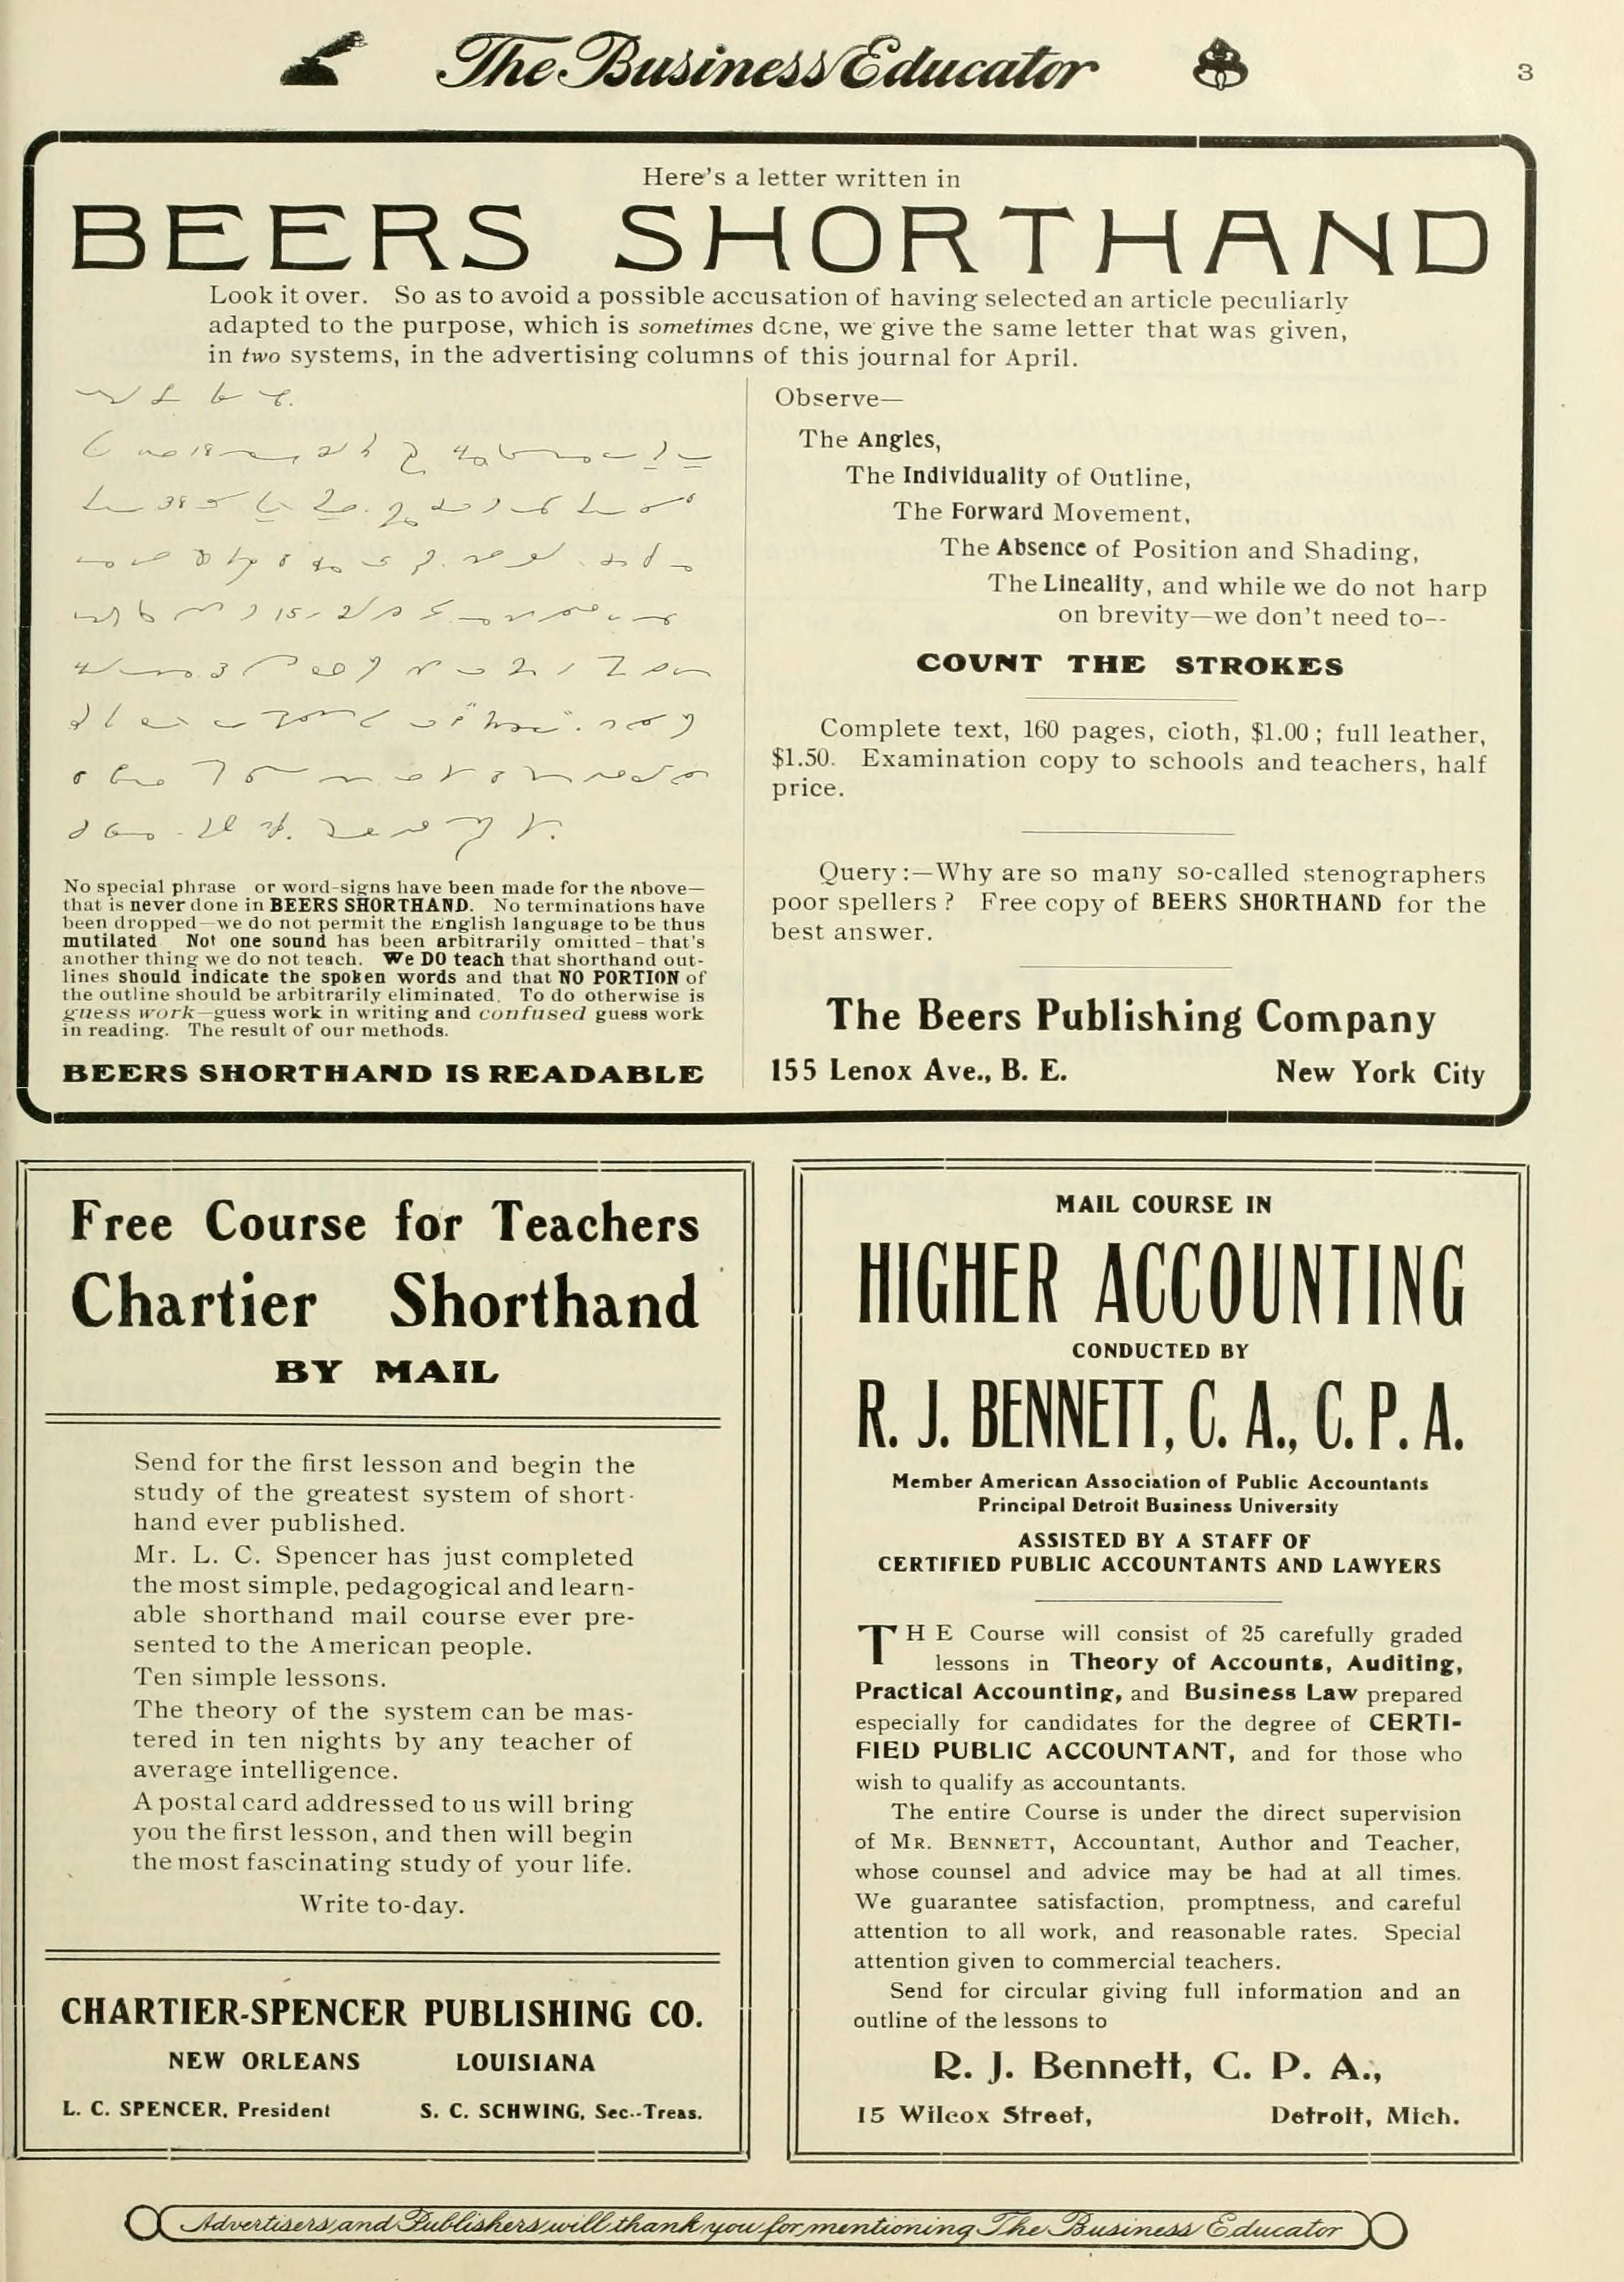 The Business Educator
3
Here's a letter written in
BEERS SHORTHAND
Look it over. So as to avoid a possible accusation of having selected an article peculiarly
adapted to the purpose, which is sometimes done, we give the same letter that was given,
in two systems, in the advertising columns of this journal for April.
No special phrase or word-signs have been made for the above—
that is never done in BEERS SHORTHAND. No terminations have
been dropped—we do not permit the English language to be thus
mutilated Not one sound has been arbitrarily omitted - that's
another thing we do not teach. We DO teach that shorthand out-
lines should indicate the spoken words and that NO PORTION of
the outline should be arbitrarily eliminated. To do otherwise is
guess work—guess work in writing and confused guess work
in reading. The result of our methods.
BEERS SHORTHAND IS READABLE
Observe—
The Angles,
The Individuality of Outline,
The Forward Movement,
The Absence of Position and Shading,
The Lineality, and while we do not harp
on brevity—we don't need to--
COUNT THE STROKES
Complete text, 160 pages, cloth, $1.00; full leather,
$1.50. Examination copy to schools and teachers, half
price.
Query:—Why are so many so-called stenographers
poor spellers? Free copy of BEERS SHORTHAND for the
best answer.
The Beers Publishing Company
155 Lenox Ave., B. E. New York City
Free Course for Teachers
Chartier Shorthand
BY MAIL
Send for the first lesson and begin the
study of the greatest system of short-
hand ever published.
Mr. L. C. Spencer has just completed
the most simple, pedagogical and learn-
able shorthand mail course ever pre-
sented to the American people.
Ten simple lessons.
The theory of the system can be mas-
tered in ten nights by any teacher of
average intelligence.
A postal card addressed to us will bring
you the first lesson, and then will begin
the most fascinating study of your life.
Write to-day.
CHARTIER-SPENCER PUBLISHING CO.
NEW ORLEANS LOUISIANA
L. C. SPENCER, President S. C. SCHWING, Sec.-Treas.
MAIL COURSE IN
HIGHER ACCOUNTING
CONDUCTED BY
R. J. BENNETT, C. A., C. P. A.
Member American Association of Public Accountants
Principal Detroit Business University
ASSISTED BY A STAFF OF
CERTIFIED PUBLIC ACCOUNTANTS AND LAWYERS
THE Course will consist of 25 carefully graded
lessons in Theory of Accounts, Auditing,
Practical Accounting, and Business Law prepared
especially for candidates for the degree of CERTI-
FIED PUBLIC ACCOUNTANT, and for those who
wish to qualify as accountants.
The entire Course is under the direct supervision
of MR. BENNETT, Accountant, Author and Teacher,
whose counsel and advice may be had at all times.
We guarantee satisfaction, promptness, and careful
attention to all work, and reasonable rates. Special
attention given to commercial teachers.
Send for circular giving full information and an
outline of the lessons to
R. J. Bennett, C. P. A.,
15 Wilcox Street, Detroit, Mich.
Advertisers and Publishers will thank you for mentioning The Business Educator